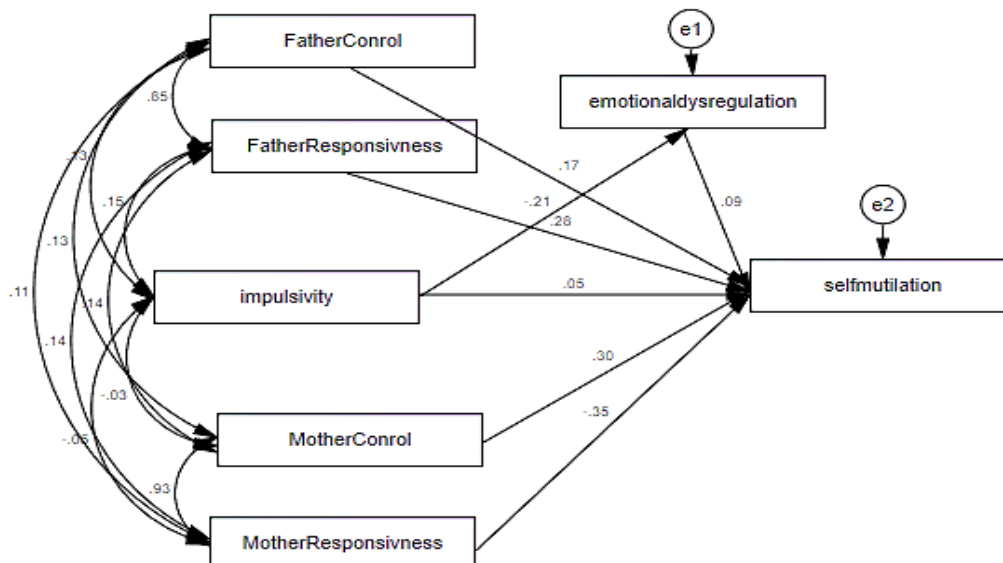 e1
FatherConrol
emotionaldysregulation
.65
FatherResponsivness
.13
.17
.15
-.21
.28
.09
e2
.13
impulsivity
.05
selfmutilation
.11
.14
.14
.30
-.03
-.35
MotherConrol
-.05
.93
MotherResponsivness